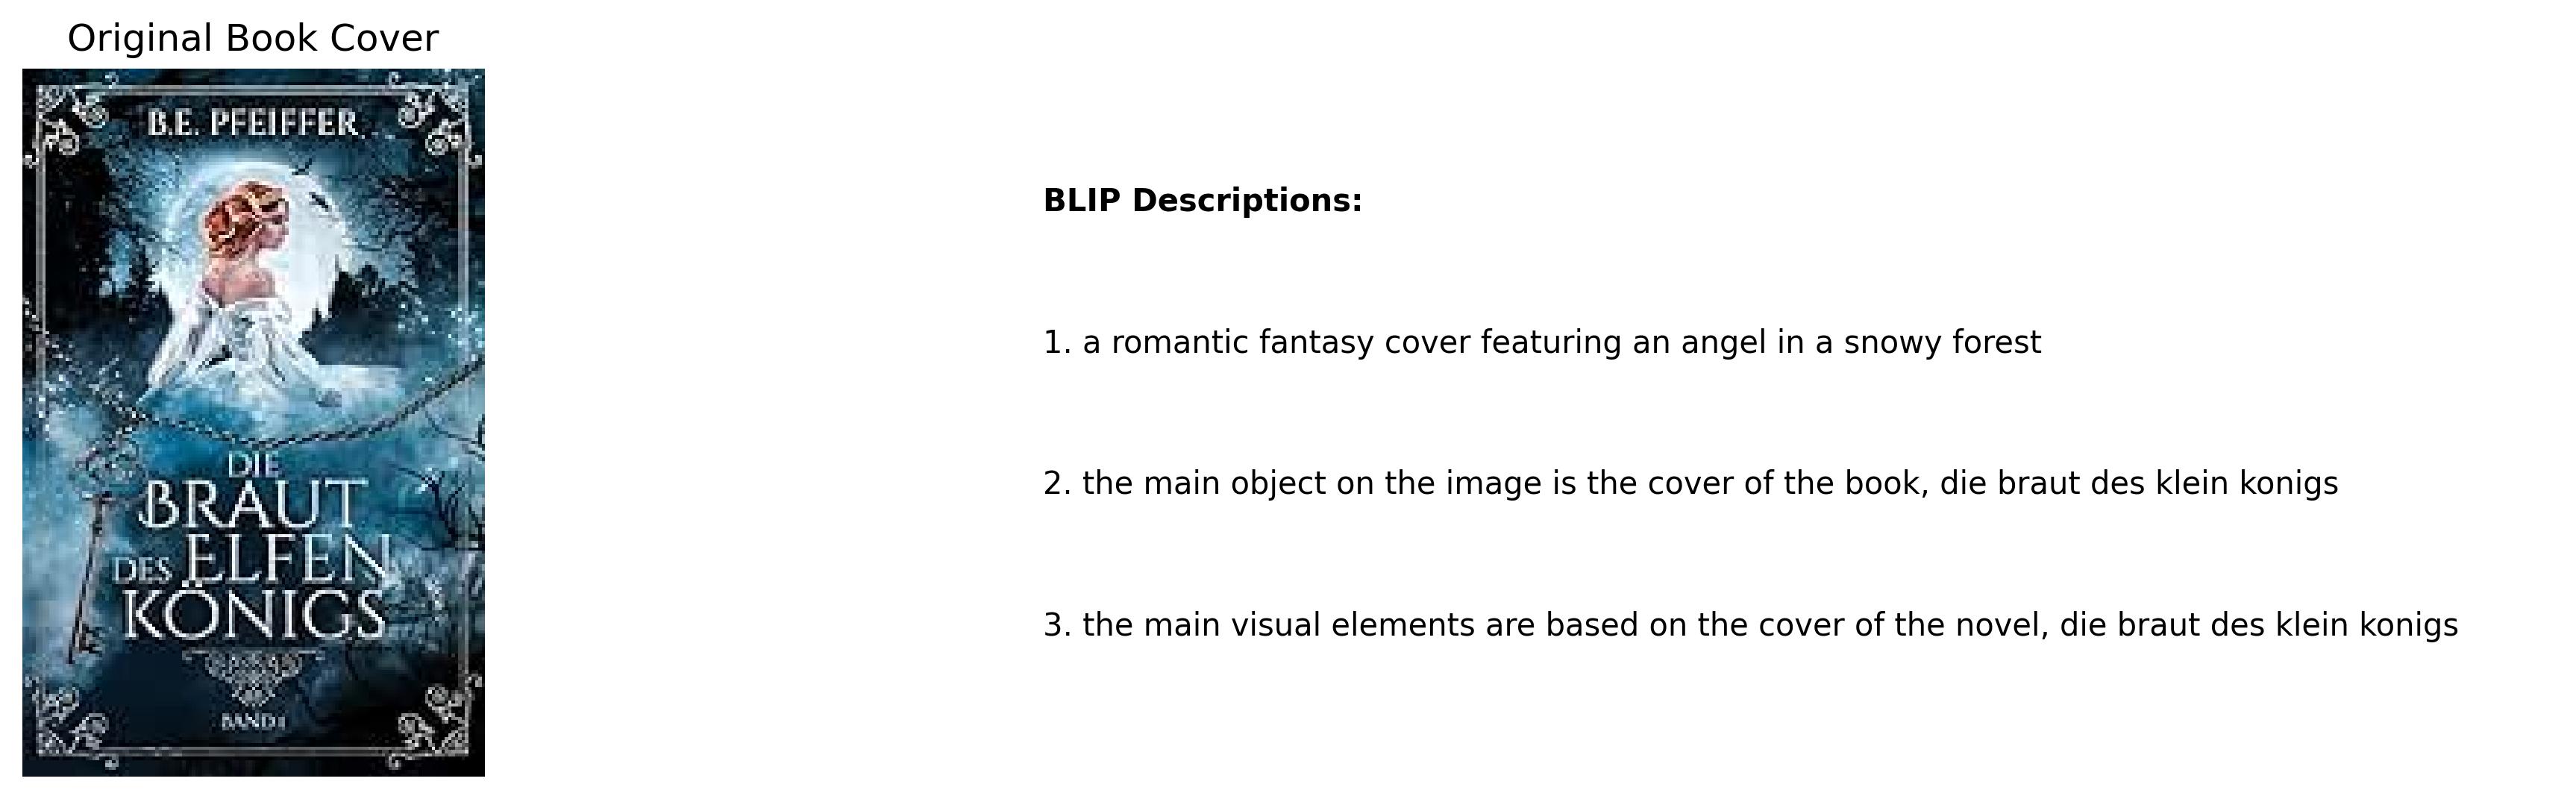 Original Book Cover
B.E. PFEIFFER
DIE
BRAUT
DES ELFEN
KÖNIGS
BAND 1
BLIP Descriptions:
1. a romantic fantasy cover featuring an angel in a snowy forest
2. the main object on the image is the cover of the book, die braut des klein konigs
3. the main visual elements are based on the cover of the novel, die braut des klein konigs